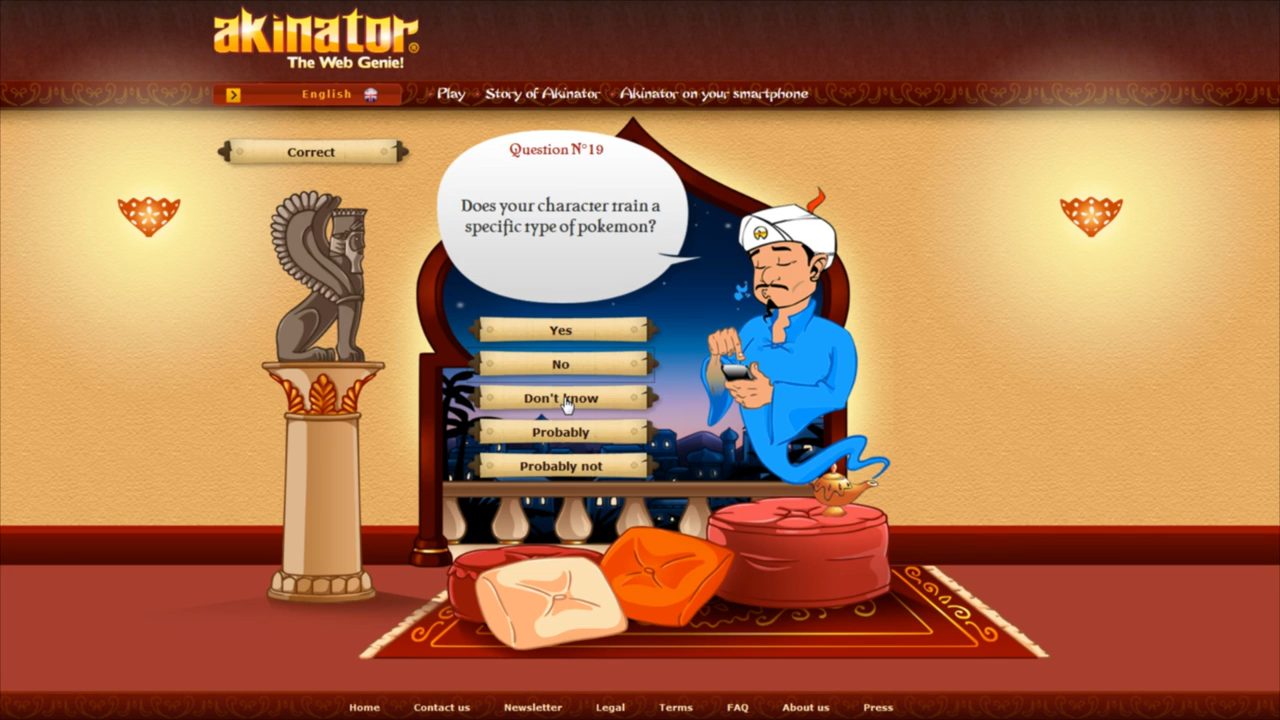 akinator®
The Web Genie!
English
Play
Story of Akinator
Akinator on your smartphone
Correct
Question N°19
Does your character train a
specific type of pokemon?
Yes
No
Don't know
Probably
Probably not
Home
Contact us
Newsletter
Legal
Terms
FAQ
About us
Press